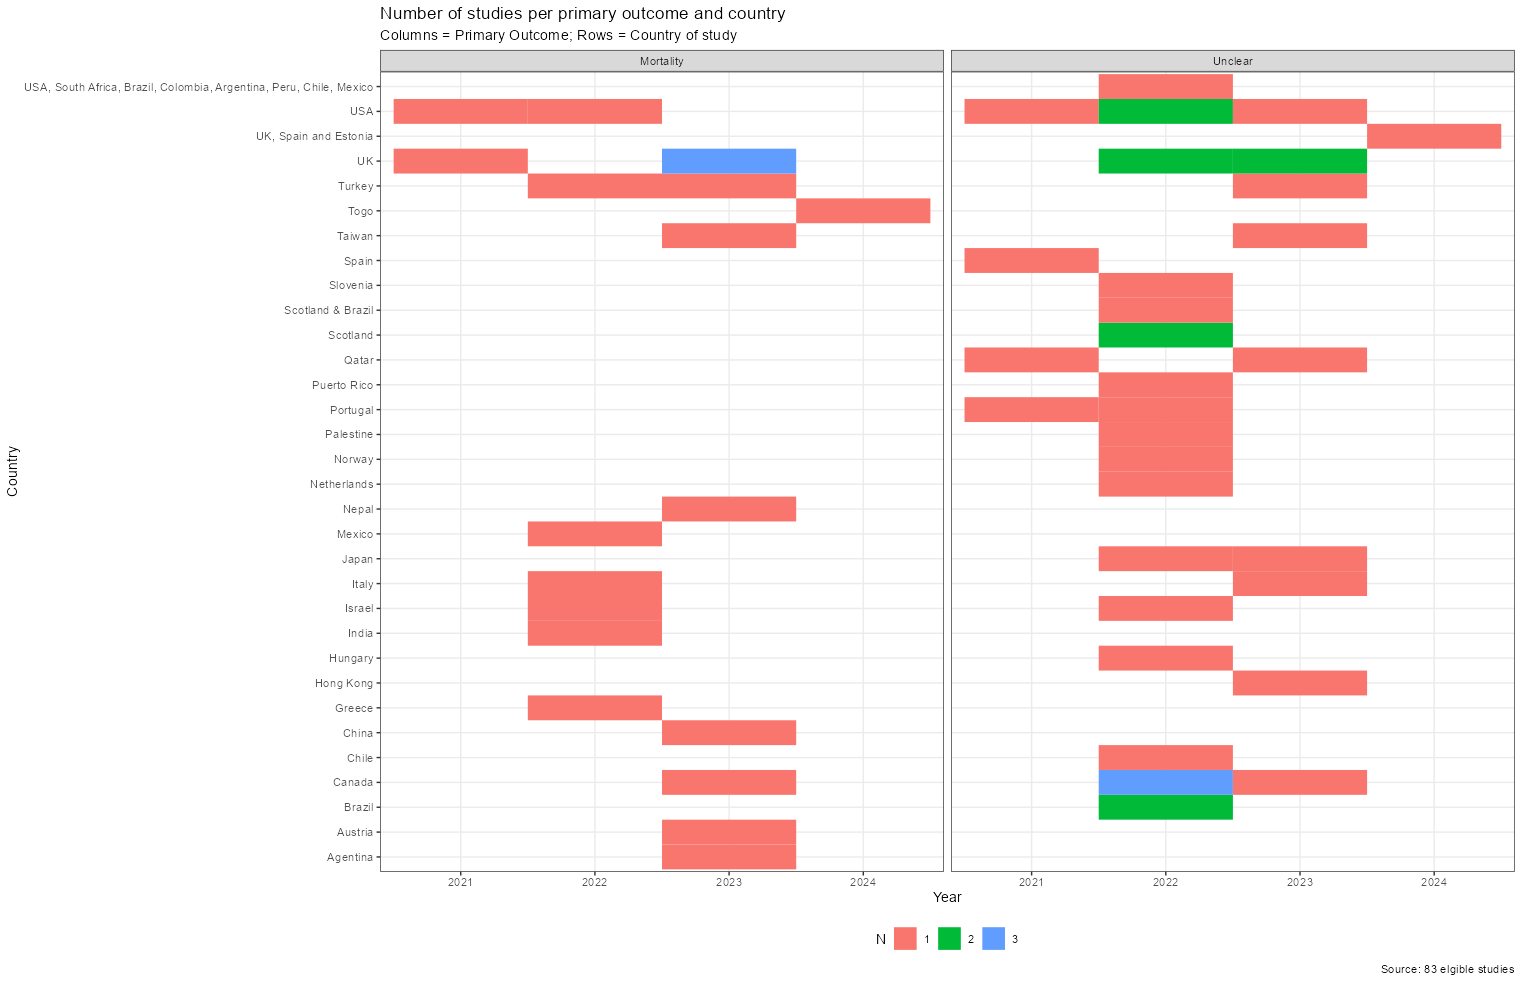 Number of studies per primary outcome and country
Columns = Primary Outcome; Rows = Country of study
Mortality
Unclear
USA, South Africa, Brazil, Colombia, Argentina, Peru, Chile, Mexico
USA
UK, Spain and Estonia
UK
Turkey
Togo
Taiwan
Spain
Slovenia
Scotland & Brazil
Scotland
Qatar
Puerto Rico
Portugal
Palestine
Norway
Netherlands
Nepal
Mexico
Japan
Italy
Israel
India
Hungary
Hong Kong
Greece
China
Chile
Canada
Brazil
Austria
Agentina
Country
2021 2022 2023 2024
2021 2022 2023 2024
Year
N 1 2 3
Source: 83 elgible studies